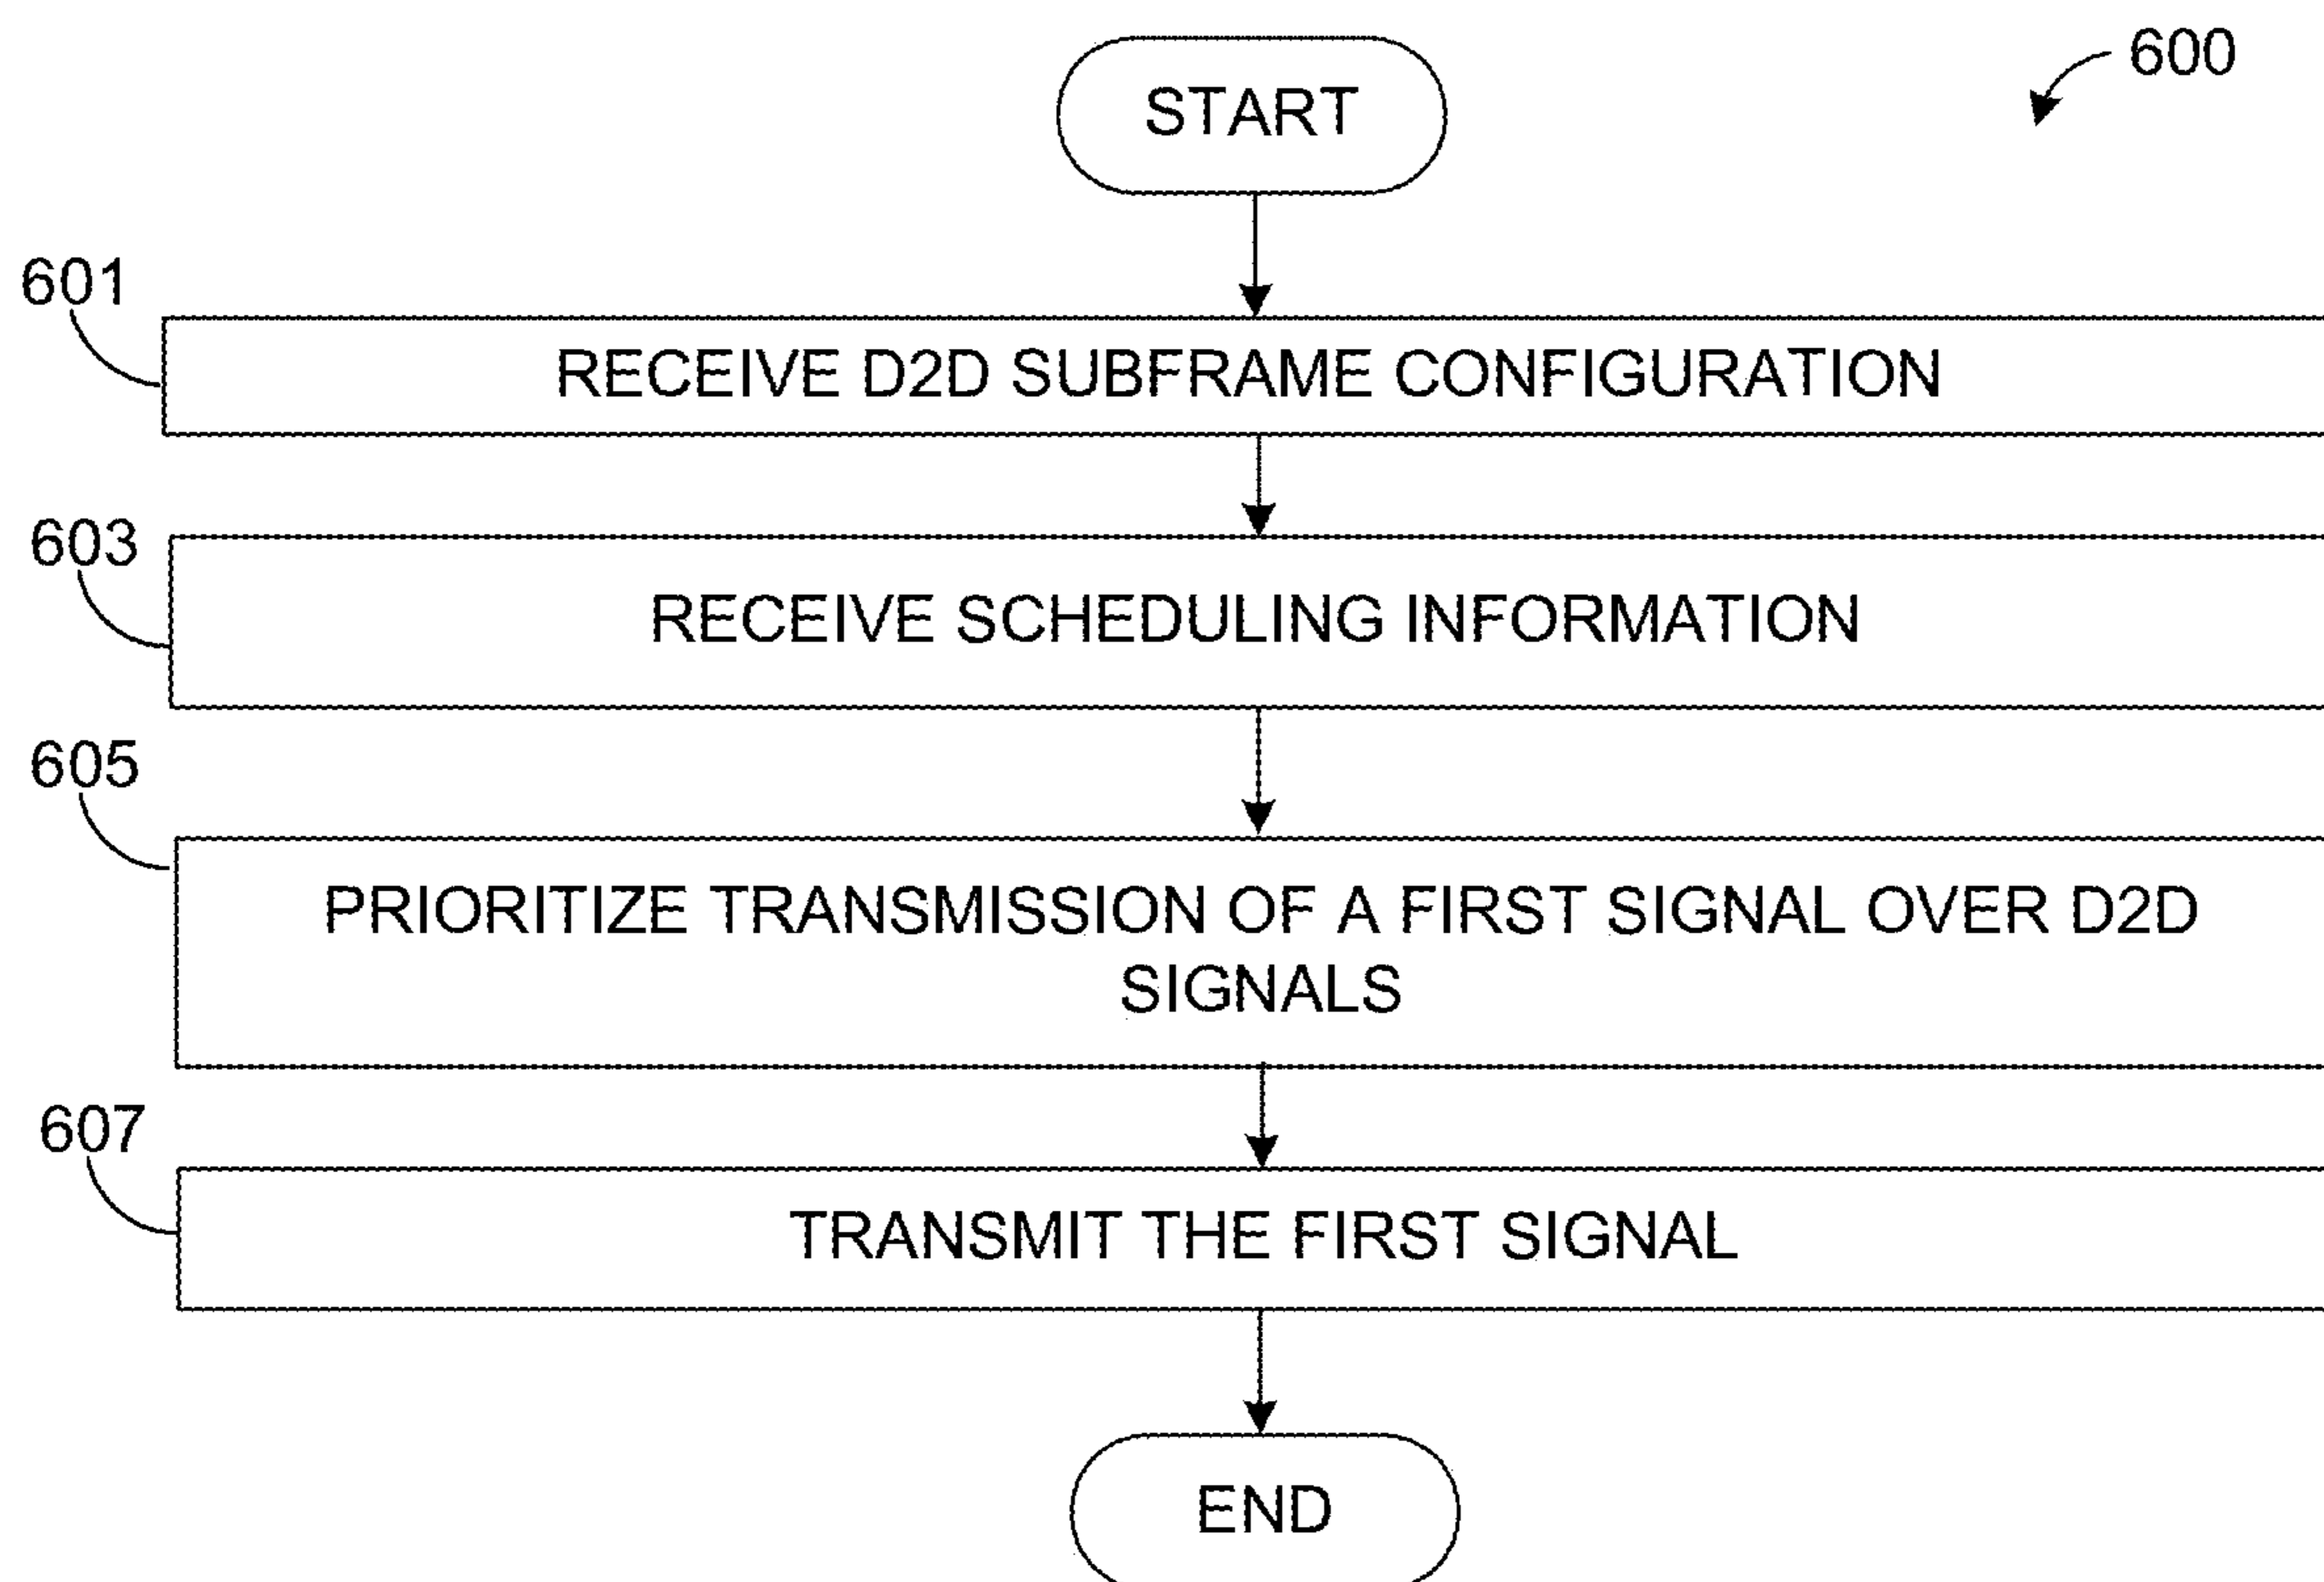 600
START
601
RECEIVE D2D SUBFRAME CONFIGURATION
603
RECEIVE SCHEDULING INFORMATION
605
PRIORITIZE TRANSMISSION OF A FIRST SIGNAL OVER D2D
SIGNALS
607
TRANSMIT THE FIRST SIGNAL
END